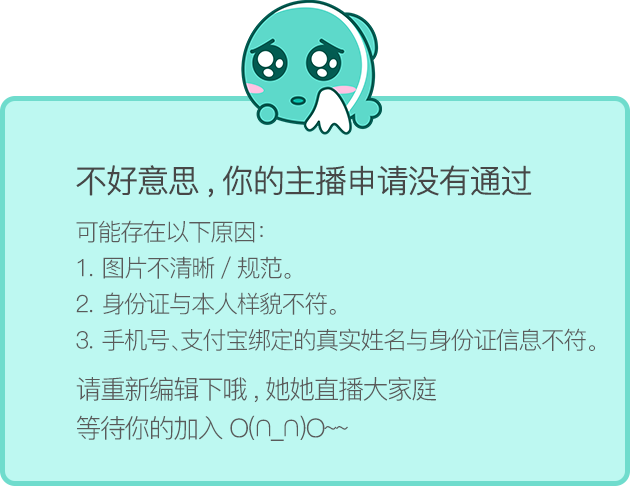 不好意思，你的主播申请没有通过
可能存在以下原因：
1. 图片不清晰 / 规范。
2. 身份证与本人样貌不符。
3. 手机号、支付宝绑定的真实姓名与身份证信息不符。
请重新编辑下哦，她她直播大家庭
等待你的加入 O(∩_∩)O~~